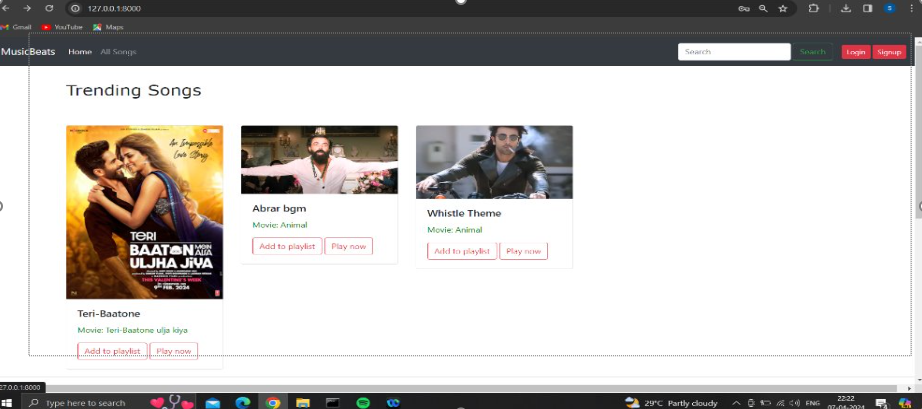 127.0.0.1:8000
Gmail YouTube Maps
MusicBeats Home All Songs Search Search Login Signup
Trending Songs
An Impossible
Love Story
TERI
BAATON MEIN
AISA
ULJHA JIYA
THIS VALENTINE'S WEEK
9TH FEB. 2024
Teri-Baatone
Movie: Teri-Baatone ulja kiya
Add to playlist Play now
Abrar bgm
Movie: Animal
Add to playlist Play now
Whistle Theme
Movie: Animal
Add to playlist Play now
27.0.0.1:8000
Type here to search
29°C Partly cloudy
ENG
22:22
07-04-2024